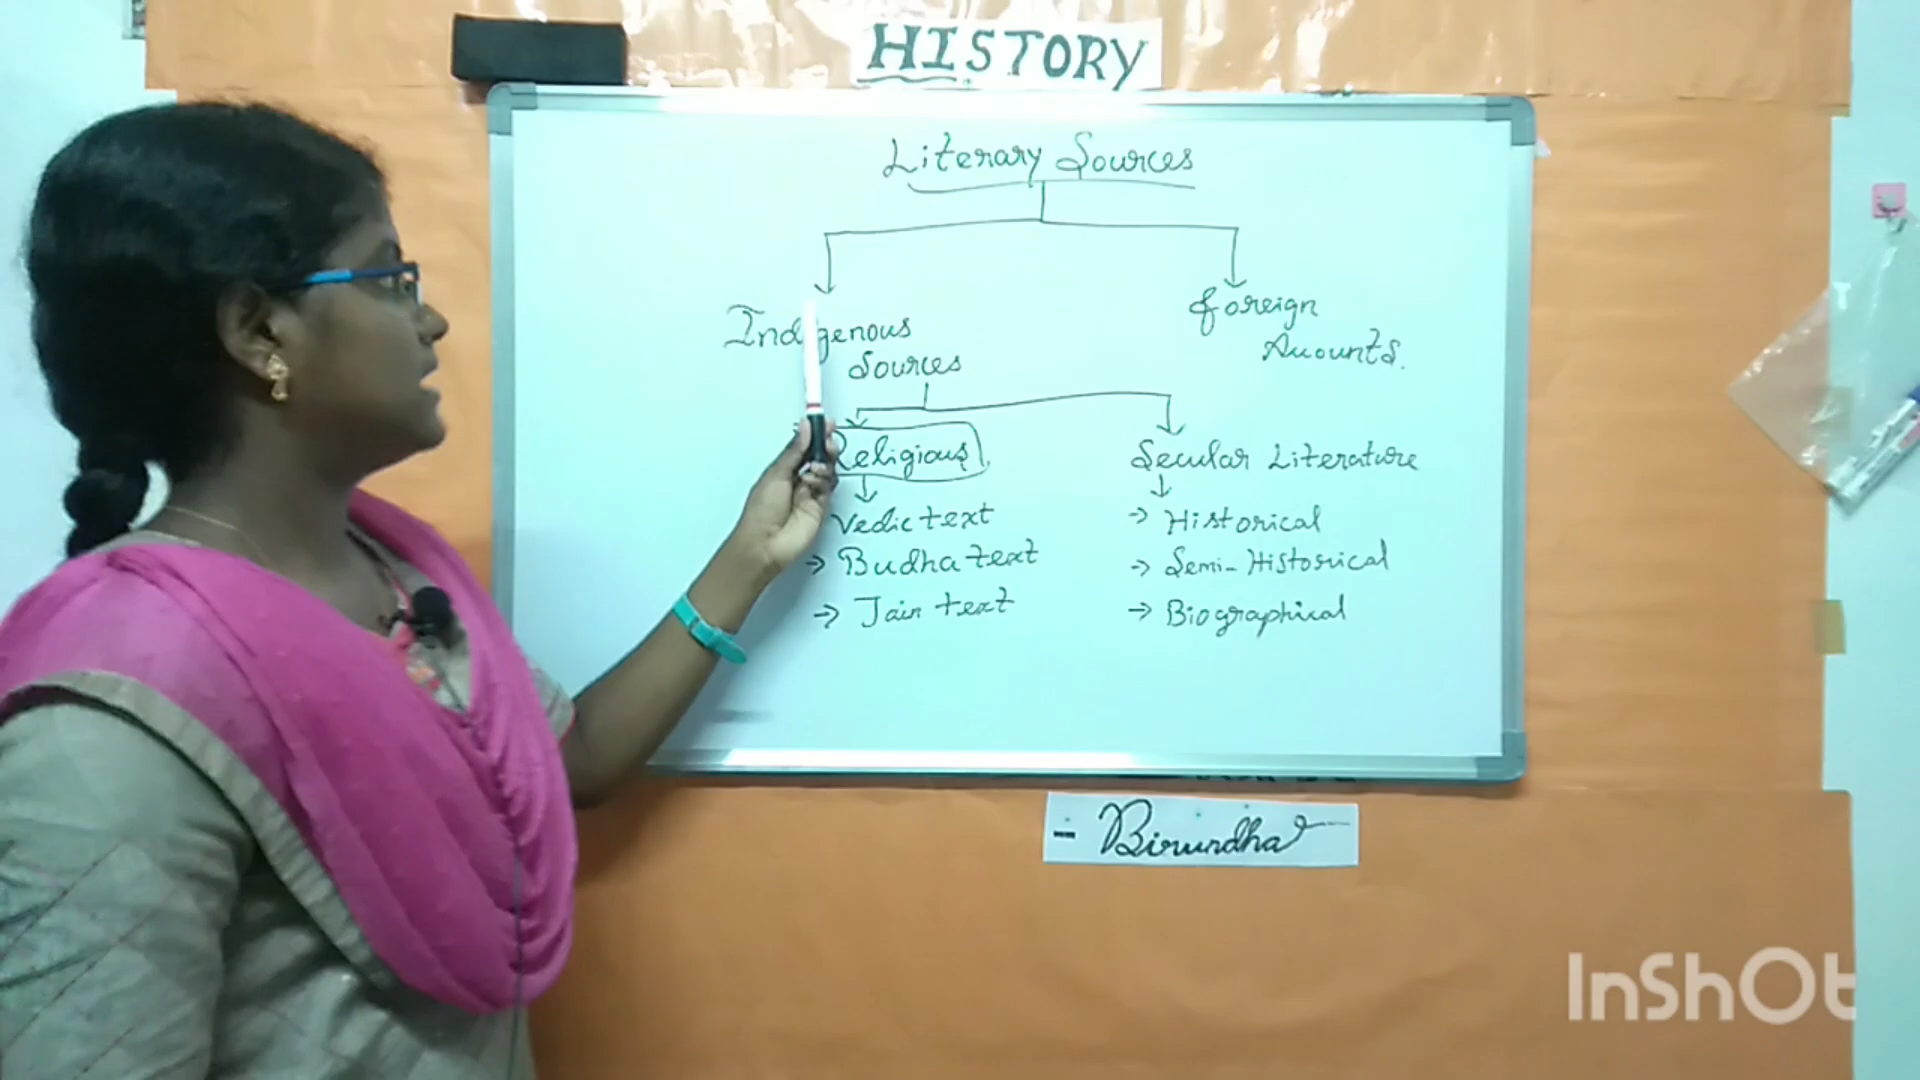 HISTORY
Literary Sources
Indigenous
Sources
foreign
Accounts.
Religious
Vedic text
→ Budha text
→ Jain text
Secular Literature
→ Historical
→ Semi-Historical
→ Biographical
- Birundha
InShOt